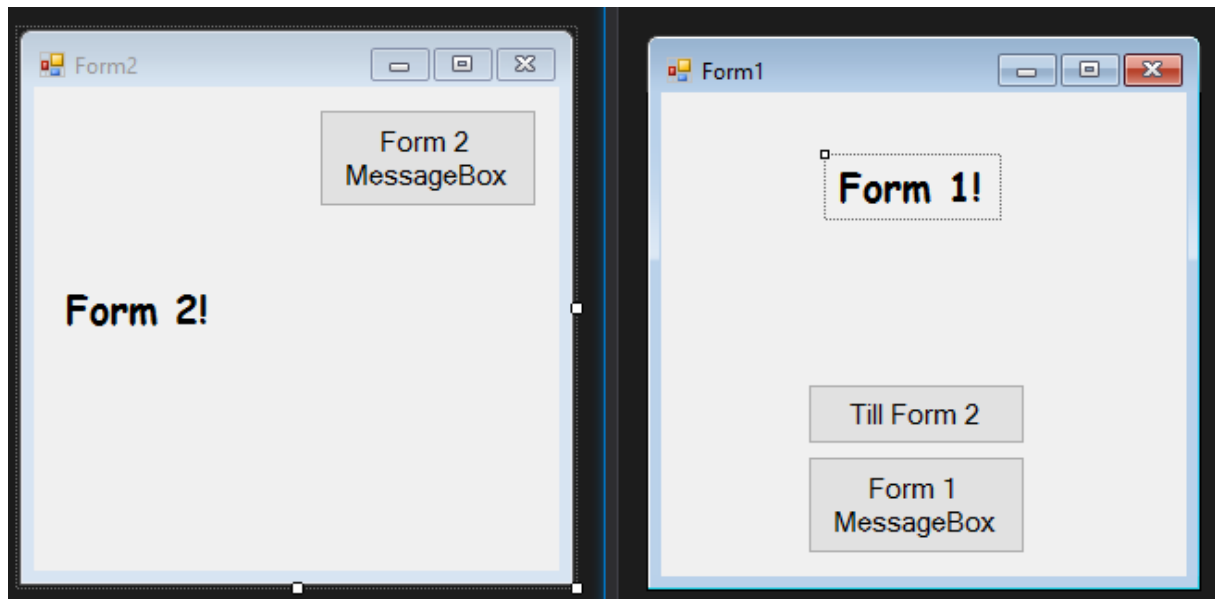 Form2
Form 2
MessageBox
Form 2!
Form1
Form 1!
Till Form 2
Form 1
MessageBox